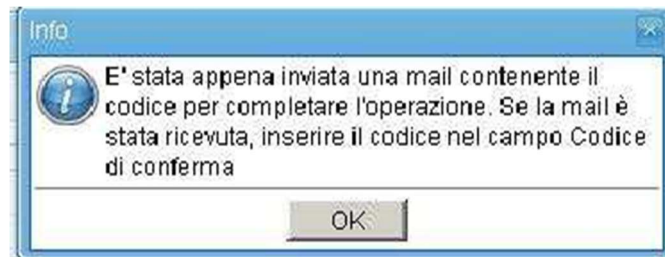 Info
E' stata appena inviata una mail contenente il
codice per completare l'operazione. Se la mail è
stata ricevuta, inserire il codice nel campo Codice
di conferma
OK